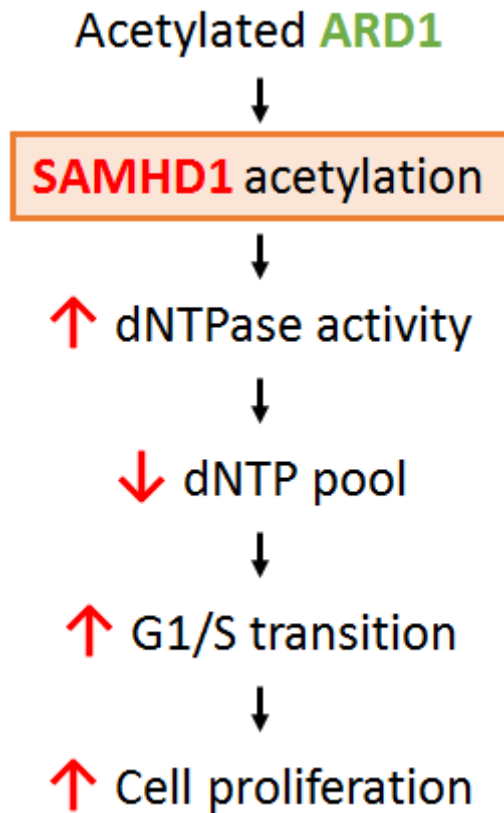 Acetylated ARD1
SAMHD1 acetylation
↑ dNTPase activity
↓ dNTP pool
↑ G1/S transition
↑ Cell proliferation